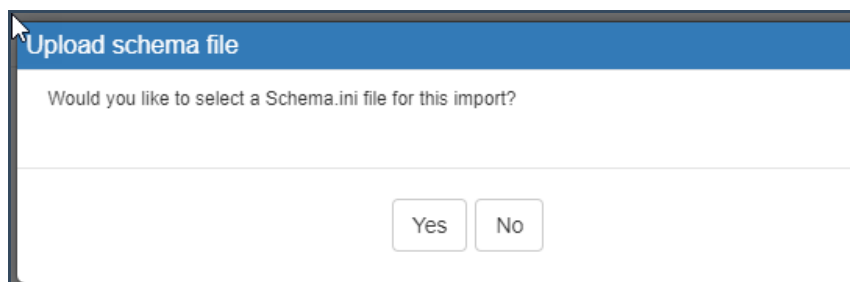 Upload schema file
Would you like to select a Schema.ini file for this import?
Yes No